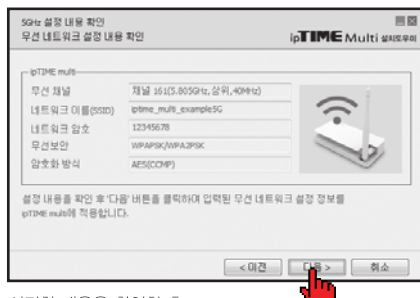 5GHz 설정 내용 확인
무선 네트워크 설정 내용 확인
ipTIME Multi 설치도우미
ipTIME multi
무선 채널 채널 161(5.805GHz,상위,40MHz)
네트워크 이름(SSID) iptime_multi_example5G
네트워크 암호 12345678
무선보안 WPAPSK/WPA2PSK
암호화 방식 AES(CCMP)
설정 내용을 확인 후 '다음' 버튼을 클릭하여 입력된 무선 네트워크 설정 정보를
ipTIME multi에 적용합니다.
< 이전 다음 > 취소